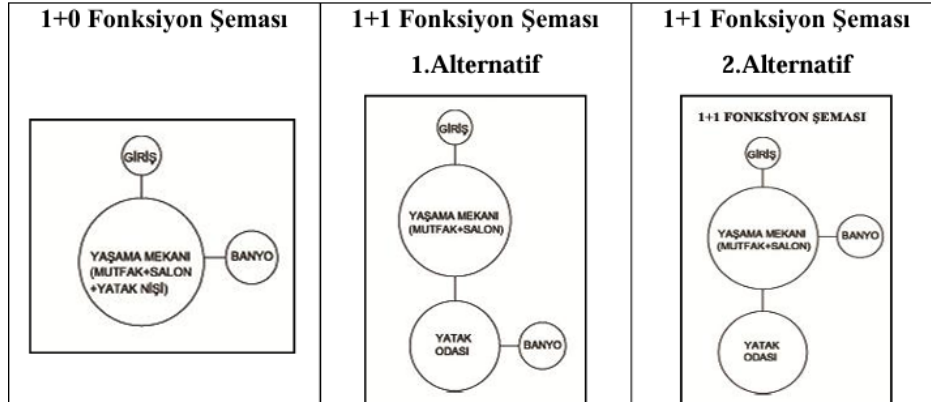 1+0 Fonksiyon Şeması
GİRİŞ
YAŞAMA MEKANI
(MUTFAK+SALON
+YATAK NİŞİ)
BANYO
1+1 Fonksiyon Şeması
1.Alternatif
GİRİŞ
YAŞAMA MEKANI
(MUTFAK+SALON)
YATAK
ODASI
BANYO
1+1 Fonksiyon Şeması
2.Alternatif
1+1 FONKSİYON ŞEMASI
GİRİŞ
YAŞAMA MEKANI
(MUTFAK+SALON)
BANYO
YATAK
ODASI